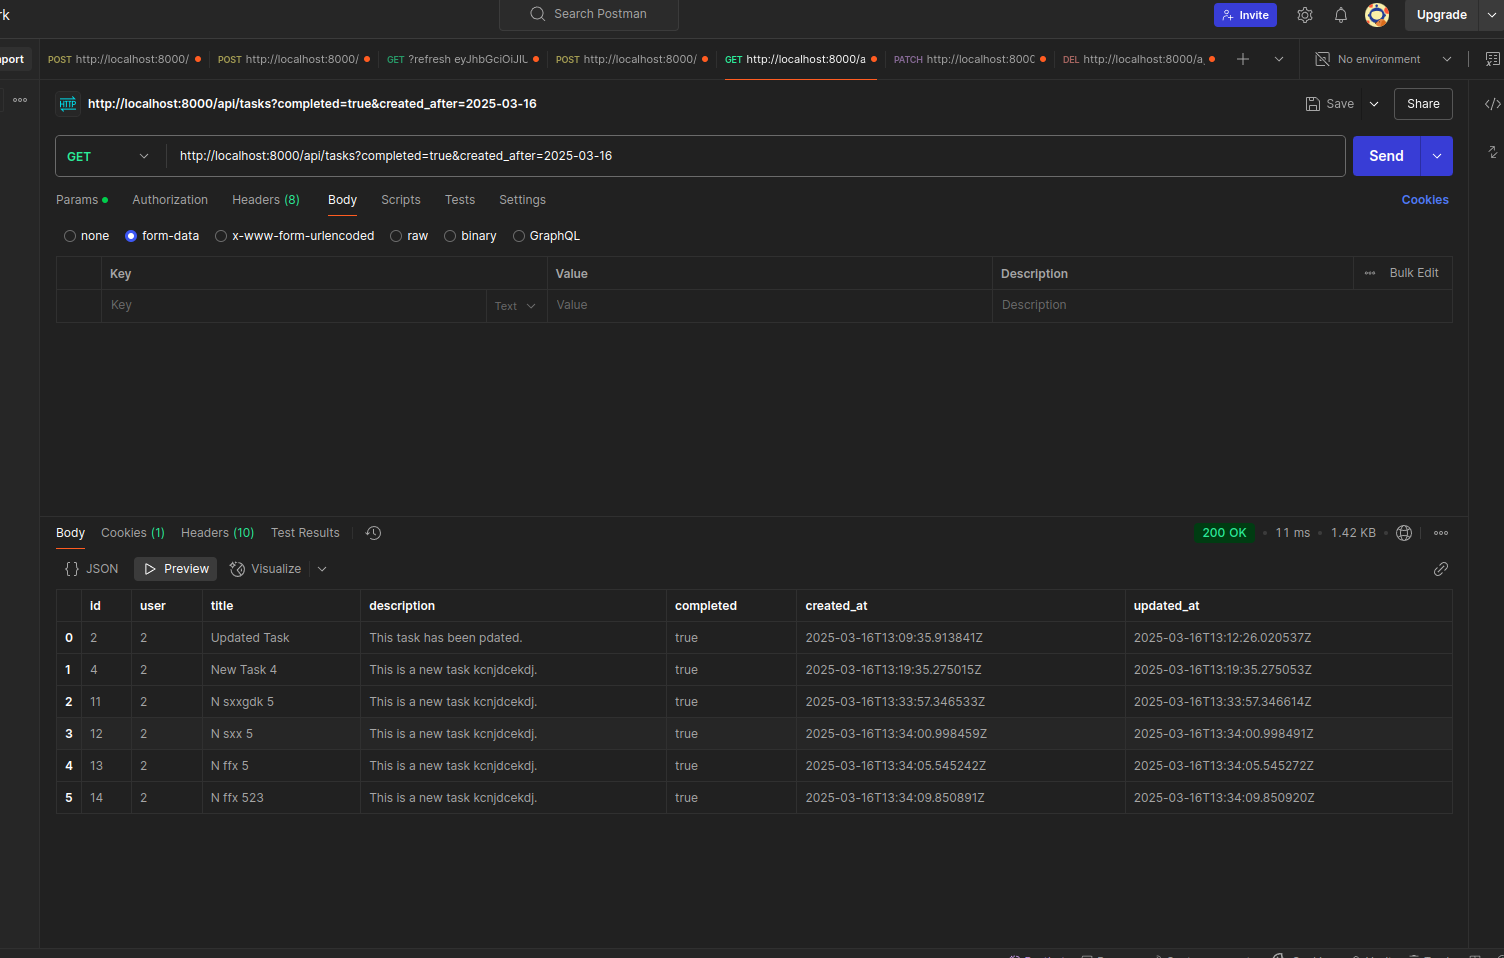 rk
Search Postman
Invite
Upgrade
port
POST http://localhost:8000/
POST http://localhost:8000/
GET ?refresh eyJhbGciOiJIU
POST http://localhost:8000/
GET http://localhost:8000/a
PATCH http://localhost:8000
DEL http://localhost:8000/a
No environment
HTTP
http://localhost:8000/api/tasks?completed=true&created_after=2025-03-16
Save
Share
GET
http://localhost:8000/api/tasks?completed=true&created_after=2025-03-16
Send
Params
Authorization
Headers (8)
Body
Scripts
Tests
Settings
Cookies
none
form-data
x-www-form-urlencoded
raw
binary
GraphQL
Key Value Description Bulk Edit
Key Text Value Description
Body
Cookies (1)
Headers (10)
Test Results
200 OK • 11 ms • 1.42 KB
{} JSON
Preview
Visualize
id user title description completed created_at updated_at
0 2 2 Updated Task This task has been pdated. true 2025-03-16T13:09:35.913841Z 2025-03-16T13:12:26.020537Z
1 4 2 New Task 4 This is a new task kcnjdcekdj. true 2025-03-16T13:19:35.275015Z 2025-03-16T13:19:35.275053Z
2 11 2 N sxxgdk 5 This is a new task kcnjdcekdj. true 2025-03-16T13:33:57.346533Z 2025-03-16T13:33:57.346614Z
3 12 2 N sxx 5 This is a new task kcnjdcekdj. true 2025-03-16T13:34:00.998459Z 2025-03-16T13:34:00.998491Z
4 13 2 N ffx 5 This is a new task kcnjdcekdj. true 2025-03-16T13:34:05.545242Z 2025-03-16T13:34:05.545272Z
5 14 2 N ffx 523 This is a new task kcnjdcekdj. true 2025-03-16T13:34:09.850891Z 2025-03-16T13:34:09.850920Z